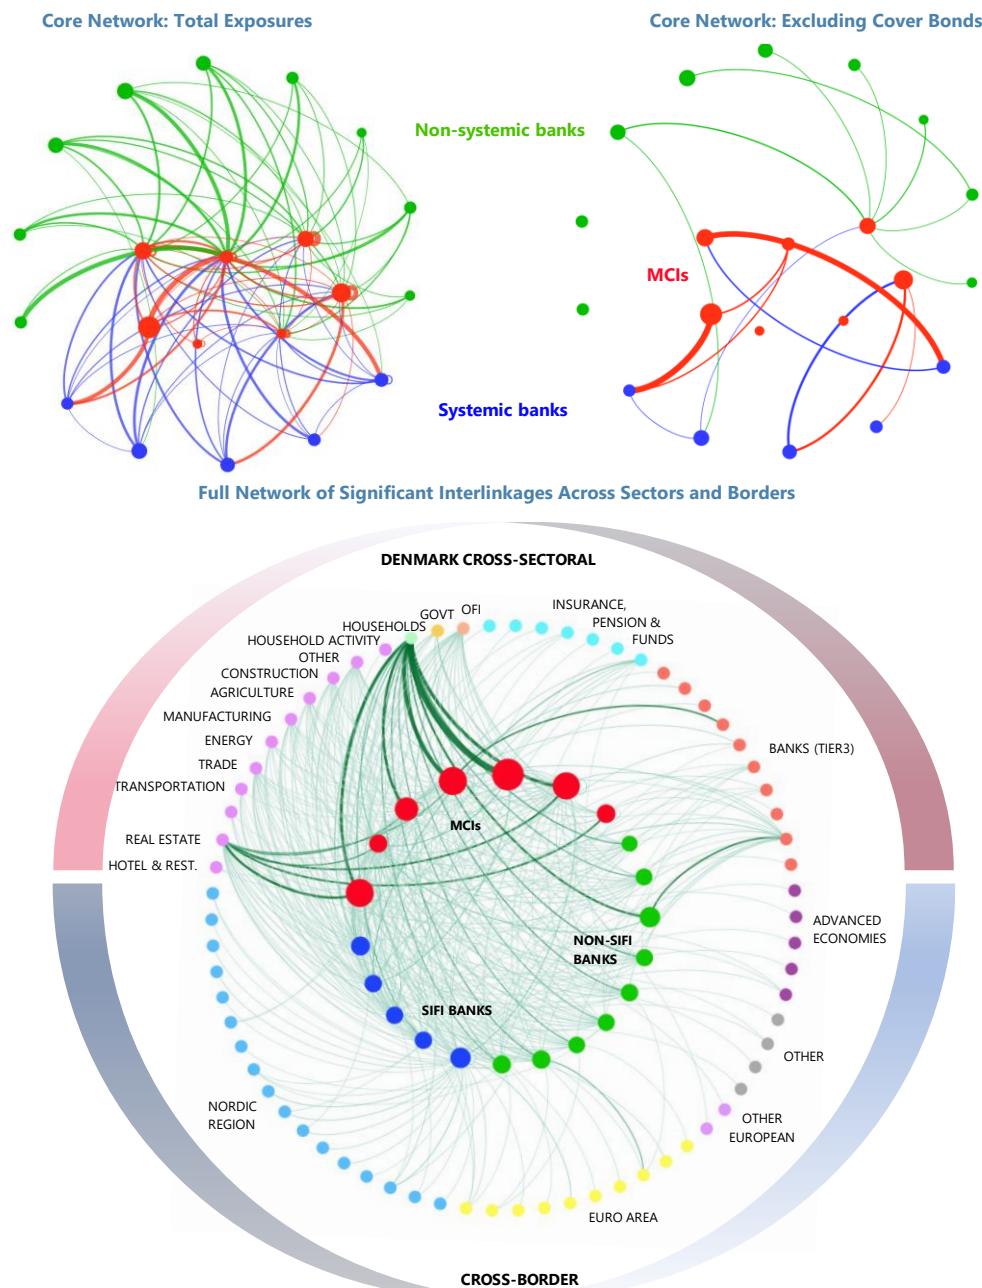 Core Network: Total Exposures
Core Network: Excluding Cover Bonds
Non-systemic banks
MCIs
Systemic banks
Full Network of Significant Interlinkages Across Sectors and Borders
DENMARK CROSS-SECTORAL
INSURANCE,
PENSION &
FUNDS
OFI
GOVT
HOUSEHOLDS
HOUSEHOLD ACTIVITY
OTHER
CONSTRUCTION
AGRICULTURE
MANUFACTURING
ENERGY
TRADE
TRANSPORTATION
REAL ESTATE
HOTEL & REST.
BANKS (TIER3)
MCIs
NON-SIFI
BANKS
SIFI BANKS
ADVANCED
ECONOMIES
OTHER
OTHER
EUROPEAN
NORDIC
REGION
EURO AREA
CROSS-BORDER